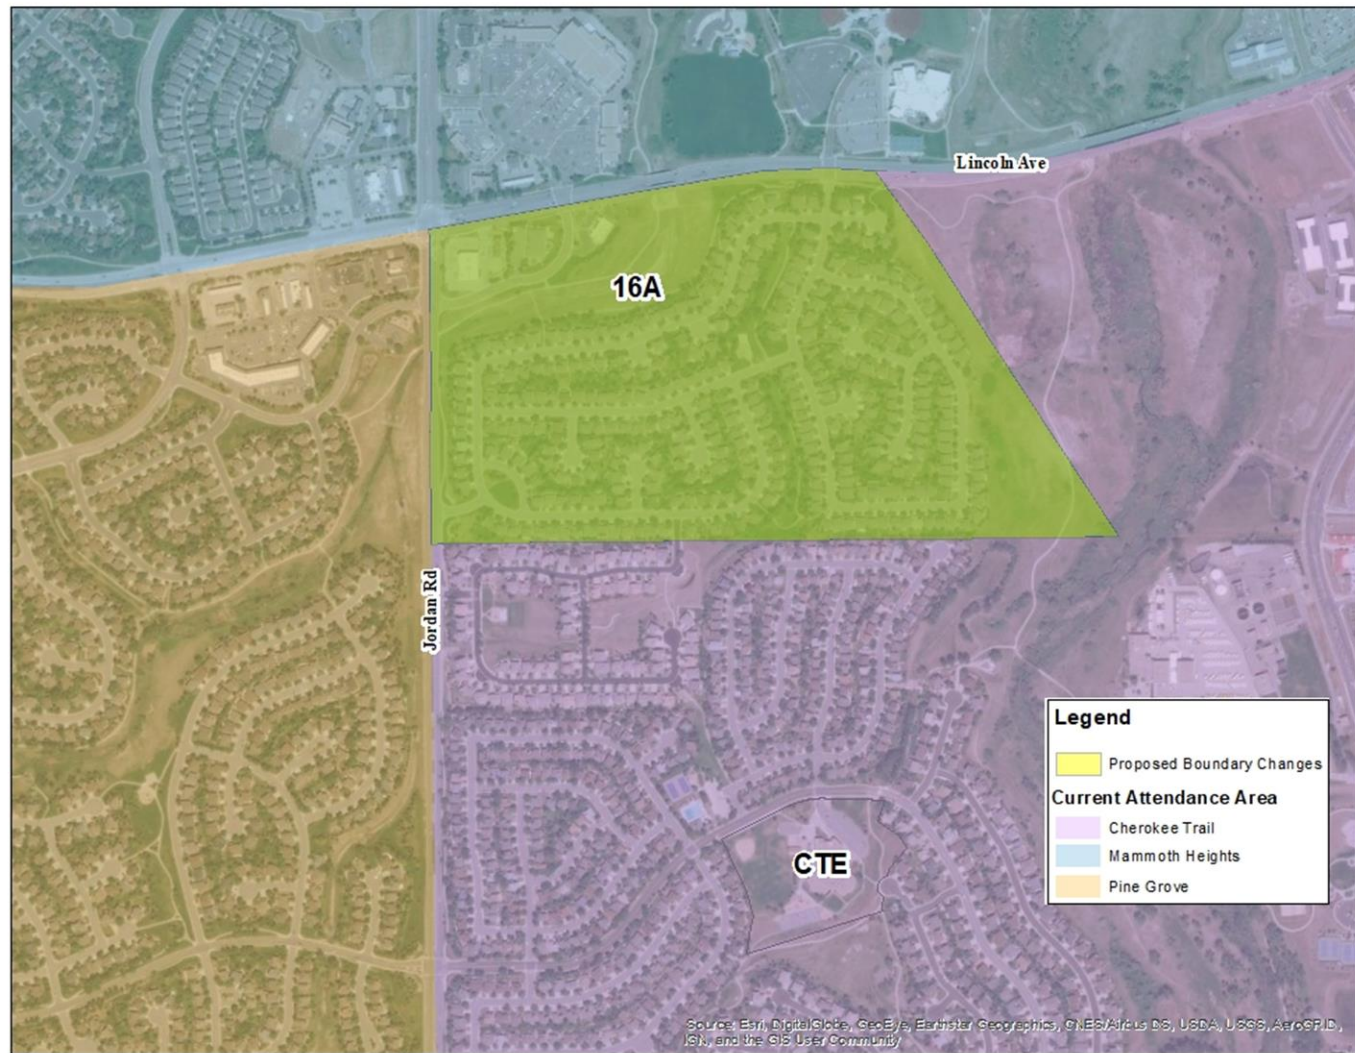 Lincoln Ave
16A
Jordan Rd
Legend
Proposed Boundary Changes
Current Attendance Area
Cherokee Trail
Mammoth Heights
Pine Grove
CTE
Source: Esri, DigitalGlobe, GeoEye, Earthstar Geographics, CNES/Airbus DS, USDA, USGS, AeroGRID,
IGN, and the GIS User Community